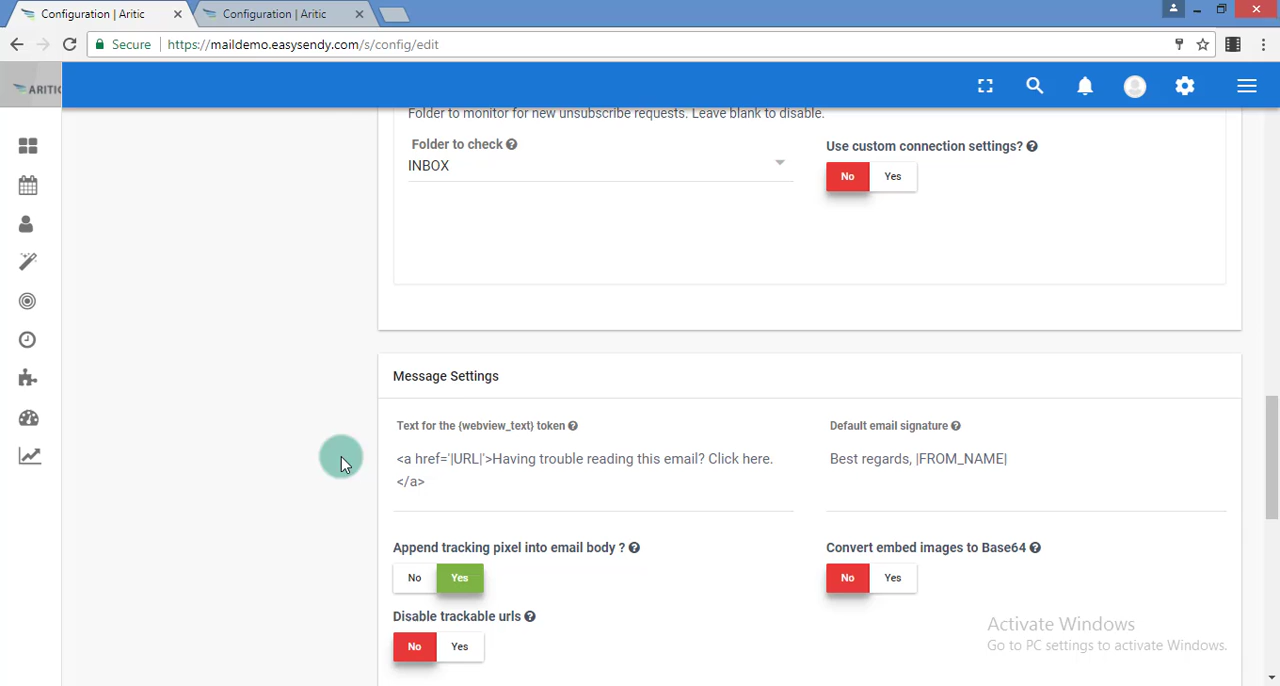 Configuration | Aritic
Configuration | Aritic
Secure
https://maildemo.easysendy.com/s/config/edit
ARITIC
Folder to monitor for new unsubscribe requests. Leave blank to disable.
Folder to check
INBOX
Use custom connection settings?
No Yes
Message Settings
Text for the {webview_text} token
<a href='|URL|'>Having trouble reading this email? Click here.
</a>
Default email signature
Best regards, |FROM_NAME|
Append tracking pixel into email body ?
No Yes
Convert embed images to Base64
No Yes
Disable trackable urls
No Yes
Activate Windows
Go to PC settings to activate Windows.